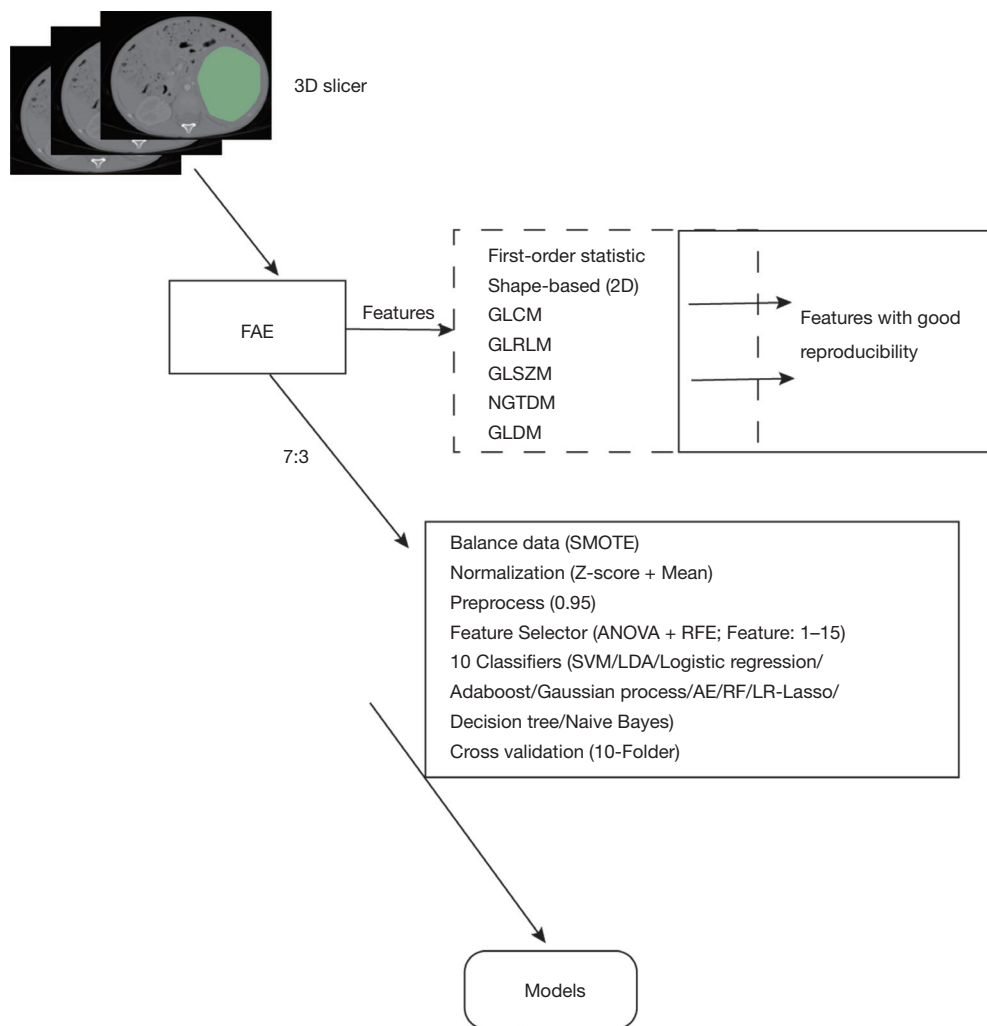 3D slicer
FAE
Features
First-order statistic
Shape-based (2D)
GLCM
GLRLM
GLSZM
NGTDM
GLDM
Features with good
reproducibility
7:3
Balance data (SMOTE)
Normalization (Z-score + Mean)
Preprocess (0.95)
Feature Selector (ANOVA + RFE; Feature: 1–15)
10 Classifiers (SVM/LDA/Logistic regression/
Adaboost/Gaussian process/AE/RF/LR-Lasso/
Decision tree/Naive Bayes)
Cross validation (10-Folder)
Models